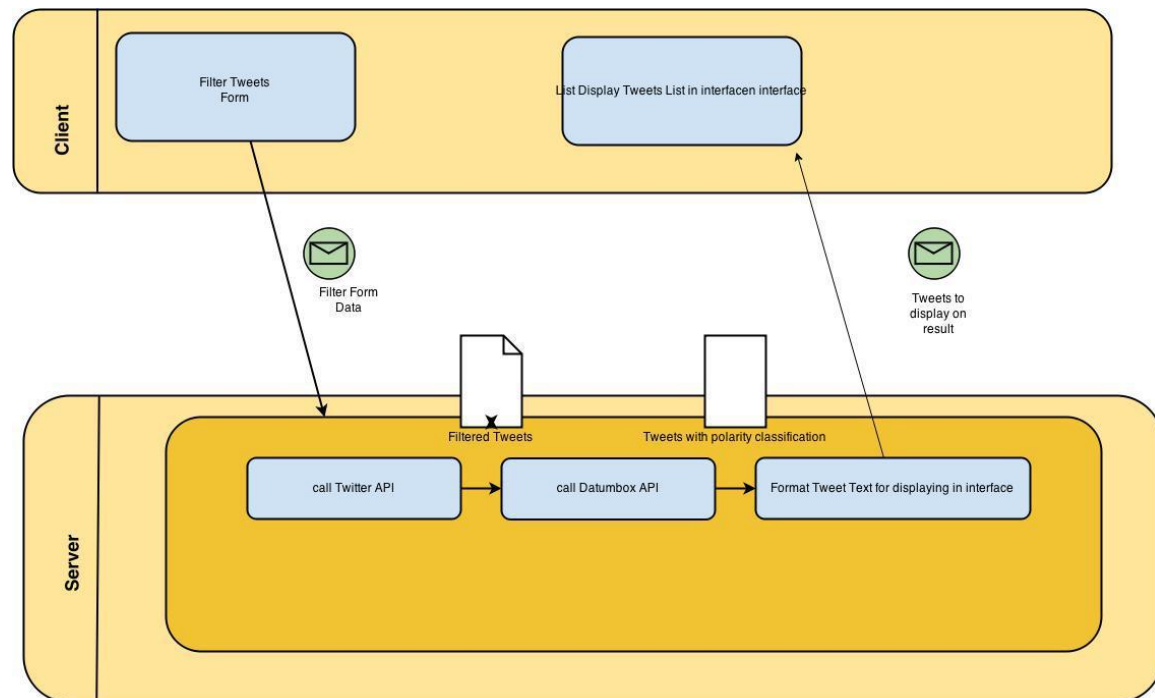 Client
Filter Tweets
Form
List Display Tweets List in interfacen interface
Filter Form
Data
Tweets to
display on
result
Server
Filtered Tweets
Tweets with polarity classification
call Twitter API
call Datumbox API
Format Tweet Text for displaying in interface